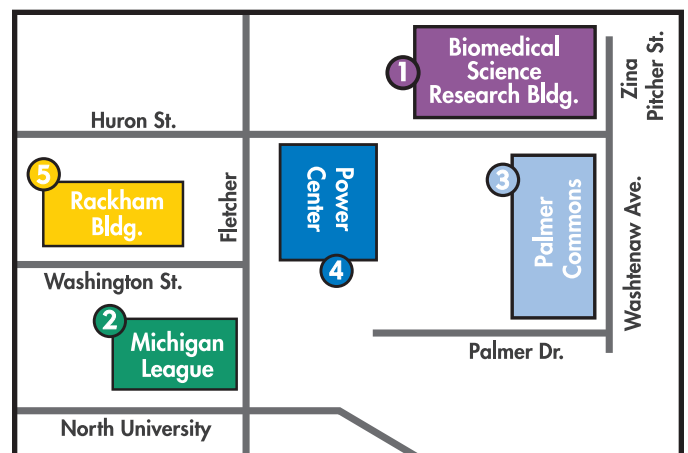 1
Biomedical
Science
Research Bldg.
Zina
Pitcher St.
Huron St.
5
Rackham
Bldg.
Fletcher
Power
Center
4
3
Palmer
Commons
Washtenaw Ave.
Washington St.
2
Michigan
League
Palmer Dr.
North University